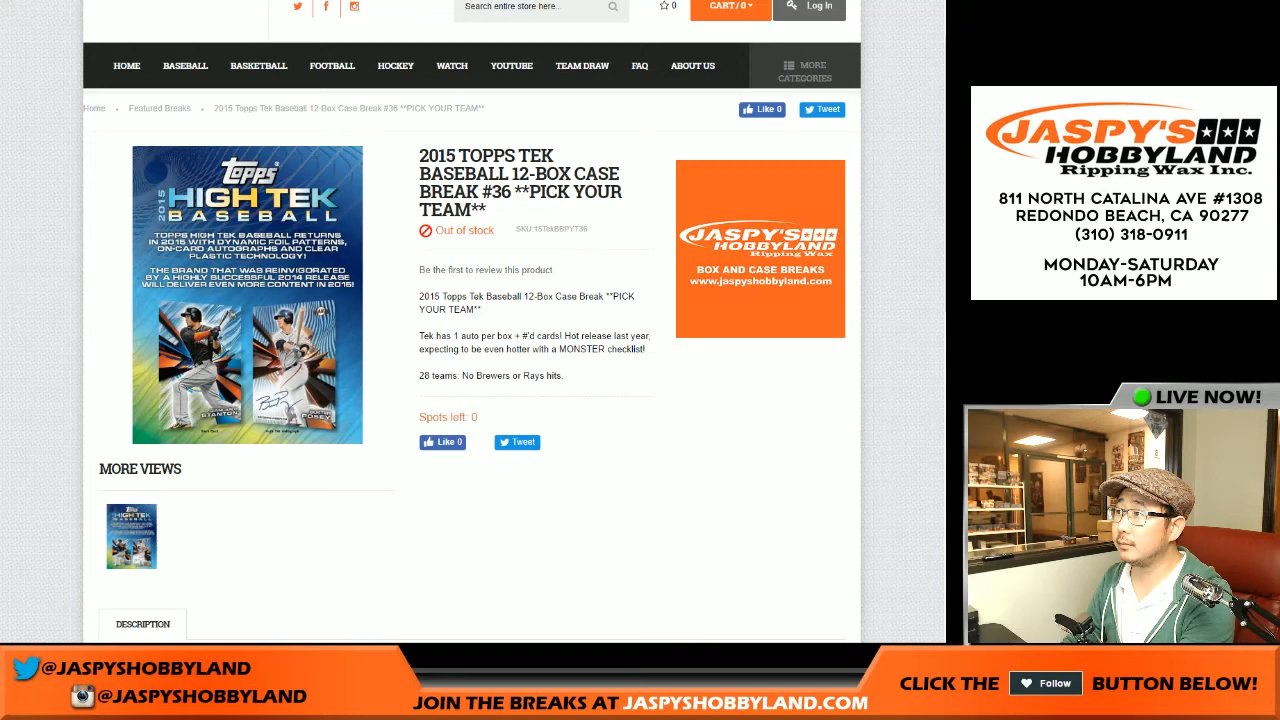 Search entire store here...
0
CART / 0
Log In
HOME BASEBALL BASKETBALL FOOTBALL HOCKEY WATCH YOUTUBE TEAM DRAW FAQ ABOUT US
MORE CATEGORIES
Home • Featured Breaks • 2015 Topps Tek Baseball 12-Box Case Break #36 **PICK YOUR TEAM**
Like 0
Tweet
topps
2015
HIGH TEK
BASEBALL
TOPPS HIGH TEK BASEBALL RETURNS
IN 2015 WITH DYNAMIC FOIL PATTERNS,
ON-CARD AUTOGRAPHS AND CLEAR
PLASTIC TECHNOLOGY!
THE BRAND THAT WAS REINVIGORATED
BY A HIGHLY SUCCESSFUL 2014 RELEASE
WILL DELIVER EVEN MORE CONTENT IN 2015!
STANTON
BUSTER POSEY
2015 TOPPS TEK
BASEBALL 12-BOX CASE
BREAK #36 **PICK YOUR
TEAM**
Out of stock
SKU:15TekBBPYT36
Be the first to review this product
2015 Topps Tek Baseball 12-Box Case Break **PICK
YOUR TEAM**
Tek has 1 auto per box + #'d cards! Hot release last year,
expecting to be even hotter with a MONSTER checklist!
28 teams: No Brewers or Rays hits.
Spots left: 0
Like 0
Tweet
JASPY'S
HOBBYLAND
Ripping Wax
BOX AND CASE BREAKS
www.jaspyshobbyland.com
MORE VIEWS
topps
HIGH TEK
DESCRIPTION
JASPY'S
HOBBYLAND
Ripping Wax Inc.
811 NORTH CATALINA AVE #1308
REDONDO BEACH, CA 90277
(310) 318-0911
MONDAY-SATURDAY
10AM-6PM
LIVE NOW!
@JASPYSHOBBYLAND
@JASPYSHOBBYLAND
JOIN THE BREAKS AT JASPYSHOBBYLAND.COM
CLICK THE Follow BUTTON BELOW!